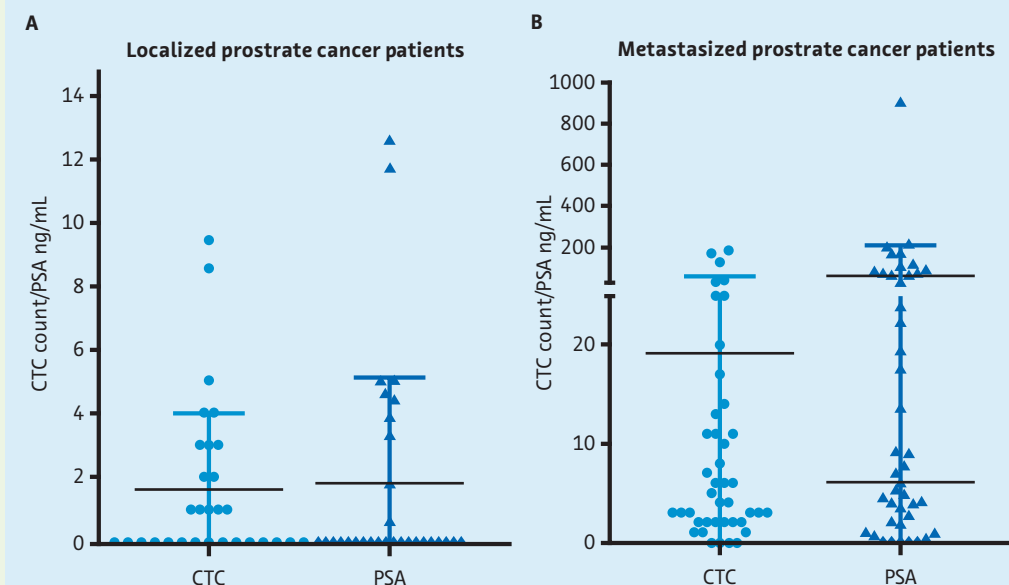 A
Localized prostrate cancer patients
CTC count/PSA ng/mL
14
12
10
8
6
4
2
0
CTC
PSA
B
Metastasized prostrate cancer patients
CTC count/PSA ng/mL
1000
800
600
400
200
20
10
0
CTC
PSA